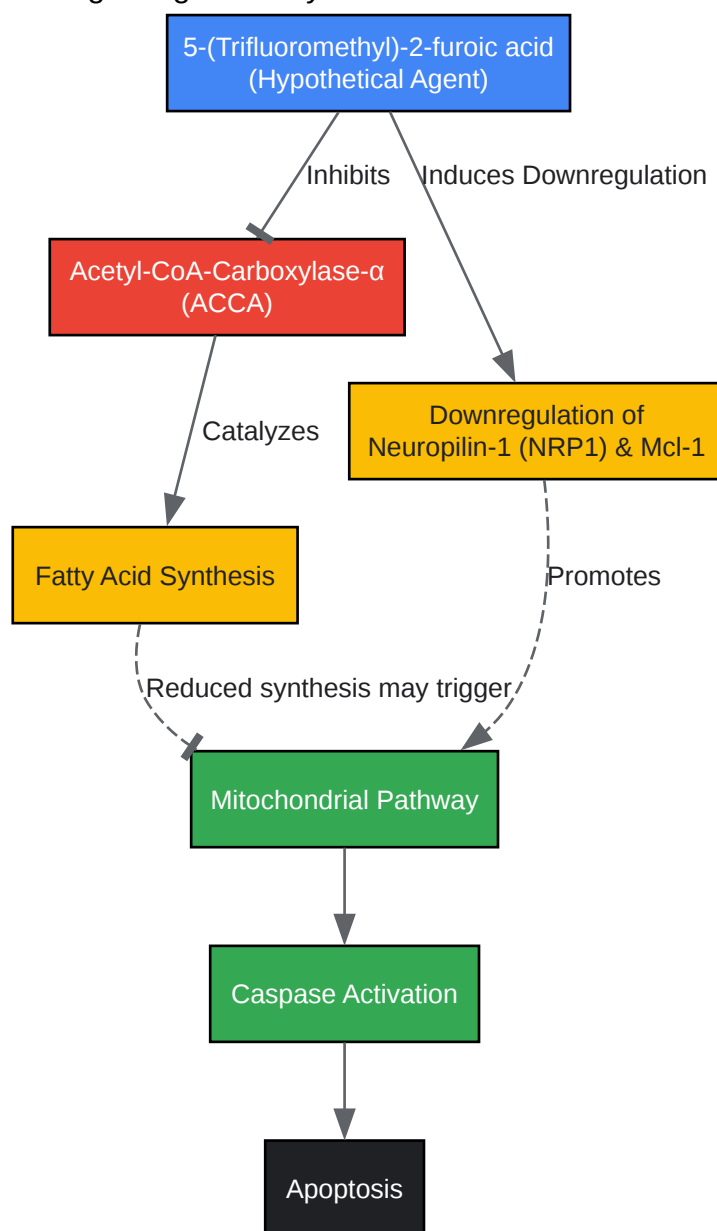 5-(Trifluoromethyl)-2-furoic acid
(Hypothetical Agent)
Inhibits
Induces Downregulation
Acetyl-CoA-Carboxylase-α
(ACCA)
Downregulation of
Neuropilin-1 (NRP1) & Mcl-1
Catalyzes
Fatty Acid Synthesis
Promotes
Reduced synthesis may trigger
Mitochondrial Pathway
Caspase Activation
Apoptosis